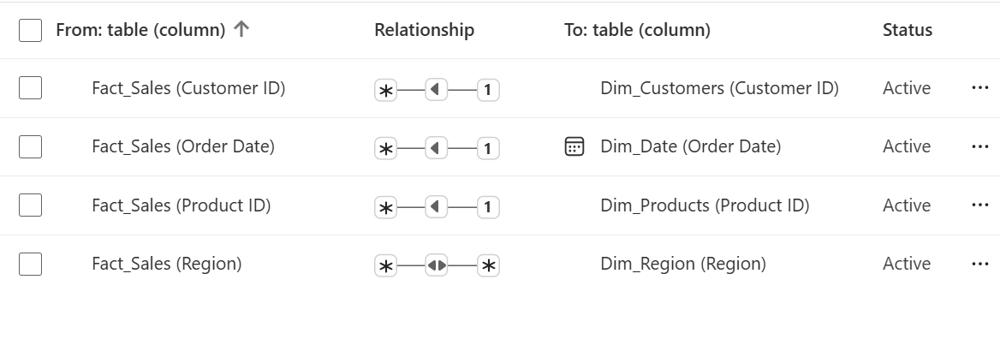 From: table (column) Relationship To: table (column) Status
Fact_Sales (Customer ID) * 1 Dim_Customers (Customer ID) Active ...
Fact_Sales (Order Date) * 1 Dim_Date (Order Date) Active ...
Fact_Sales (Product ID) * 1 Dim_Products (Product ID) Active ...
Fact_Sales (Region) * * Dim_Region (Region) Active ...